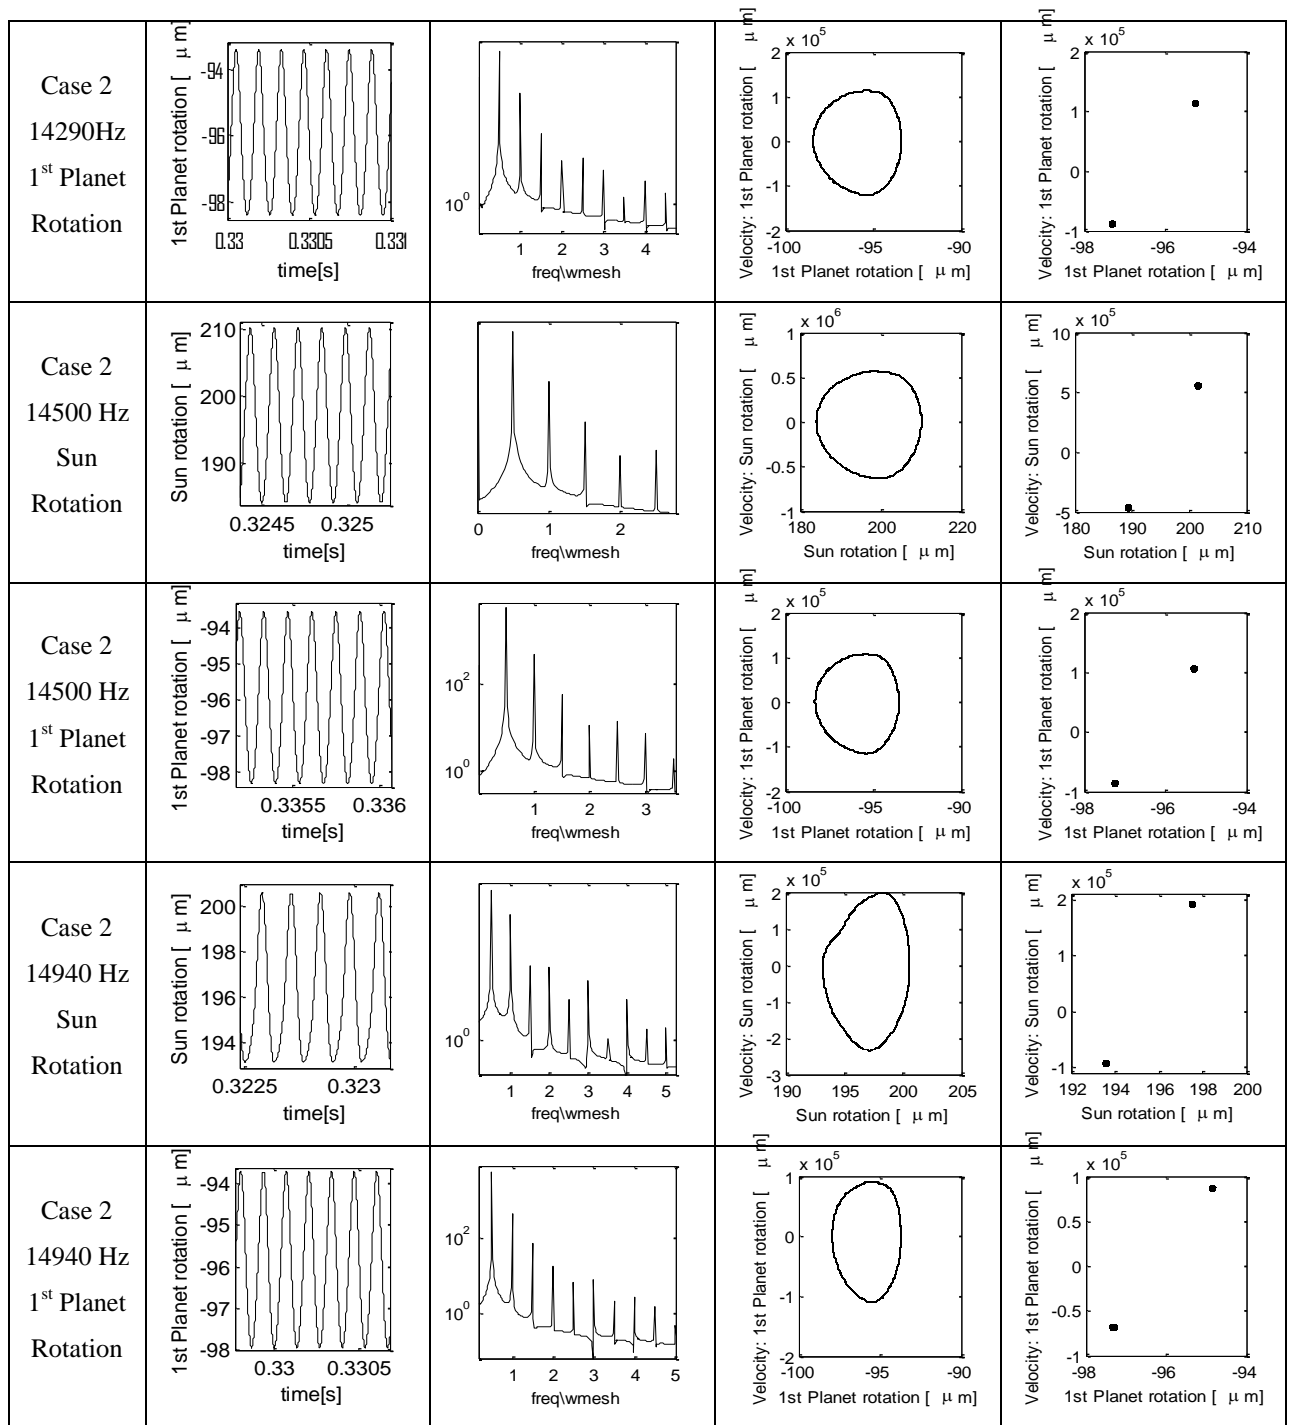 Case 2
14290Hz
1st Planet
Rotation
1st Planet rotation [ μ m]
-94
-96
-98
0.33
0.3305
0.331
time[s]
10^0
1
2
3
4
freq\wmesh
Velocity: 1st Planet rotation [ μ m]
x 10^5
2
1
0
-1
-2
-100
-95
-90
1st Planet rotation [ μ m]
Velocity: 1st Planet rotation [ μ m]
x 10^5
2
1
0
-1
-98
-96
-94
1st Planet rotation [ μ m]
Case 2
14500 Hz
Sun
Rotation
Sun rotation [ μ m]
210
200
190
0.3245
0.325
time[s]
0
1
2
freq\wmesh
Velocity: Sun rotation [ μ m]
x 10^6
1
0.5
0
-0.5
-1
180
200
220
Sun rotation [ μ m]
Velocity: Sun rotation [ μ m]
x 10^5
10
5
0
-5
180
190
200
210
Sun rotation [ μ m]
Case 2
14500 Hz
1st Planet
Rotation
1st Planet rotation [ μ m]
-94
-95
-96
-97
-98
0.3355
0.336
time[s]
10^2
10^0
1
2
3
freq\wmesh
Velocity: 1st Planet rotation [ μ m]
x 10^5
2
1
0
-1
-2
-100
-95
-90
1st Planet rotation [ μ m]
Velocity: 1st Planet rotation [ μ m]
x 10^5
2
1
0
-1
-98
-96
-94
1st Planet rotation [ μ m]
Case 2
14940 Hz
Sun
Rotation
Sun rotation [ μ m]
200
198
196
194
0.3225
0.323
time[s]
10^0
1
2
3
4
5
freq\wmesh
Velocity: Sun rotation [ μ m]
x 10^5
2
1
0
-1
-2
-3
190
195
200
205
Sun rotation [ μ m]
Velocity: Sun rotation [ μ m]
x 10^5
2
1
0
-1
192
194
196
198
200
Sun rotation [ μ m]
Case 2
14940 Hz
1st Planet
Rotation
1st Planet rotation [ μ m]
-94
-95
-96
-97
-98
0.33
0.3305
time[s]
10^2
10^0
1
2
3
4
5
freq\wmesh
Velocity: 1st Planet rotation [ μ m]
x 10^5
1
0
-1
-2
-100
-95
-90
1st Planet rotation [ μ m]
Velocity: 1st Planet rotation [ μ m]
x 10^5
1
0.5
0
-0.5
-1
-98
-96
-94
1st Planet rotation [ μ m]